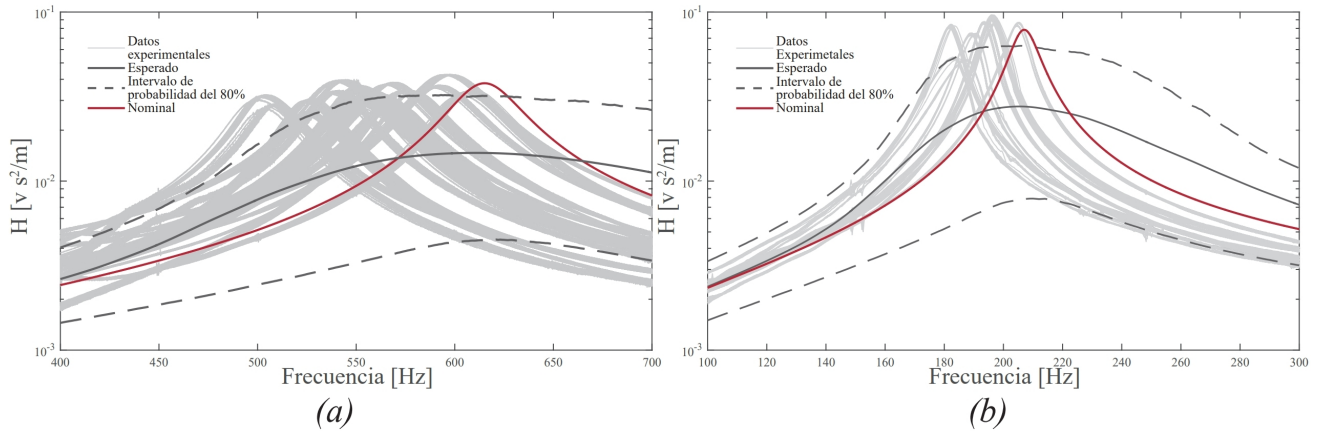 10^-1
10^-2
10^-3
H [v s²/m]
Datos
experimentales
Esperado
Intervalo de
probabilidad del 80%
Nominal
400 450 500 550 600 650 700
Frecuencia [Hz]
(a)
10^-1
10^-2
10^-3
H [v s²/m]
Datos
Experimetales
Esperado
Intervalo de
probabilidad del 80%
Nominal
100 120 140 160 180 200 220 240 260 280 300
Frecuencia [Hz]
(b)